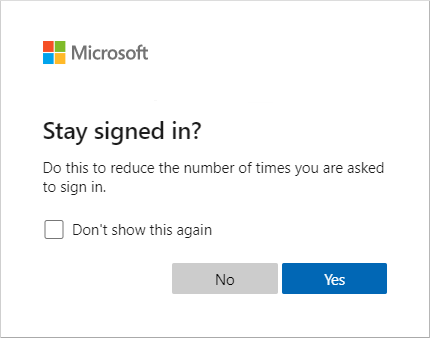 Microsoft
Stay signed in?
Do this to reduce the number of times you are asked
to sign in.
Don't show this again
No
Yes